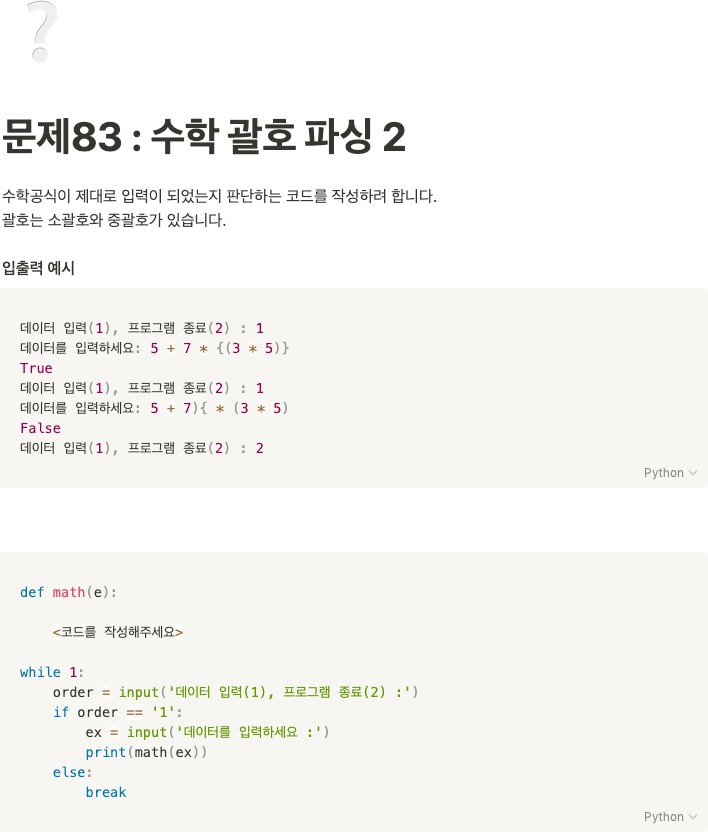 ❔
문제83 : 수학 괄호 파싱 2
수학공식이 제대로 입력이 되었는지 판단하는 코드를 작성하려 합니다.
괄호는 소괄호와 중괄호가 있습니다.
입출력 예시
데이터 입력(1), 프로그램 종료(2) : 1
데이터를 입력하세요: 5 + 7 * {(3 * 5)}
True
데이터 입력(1), 프로그램 종료(2) : 1
데이터를 입력하세요: 5 + 7){ * (3 * 5)
False
데이터 입력(1), 프로그램 종료(2) : 2
Python
def math(e):
    <코드를 작성해주세요>
while 1:
    order = input('데이터 입력(1), 프로그램 종료(2) :')
    if order == '1':
        ex = input('데이터를 입력하세요 :')
        print(math(ex))
    else:
        break
Python